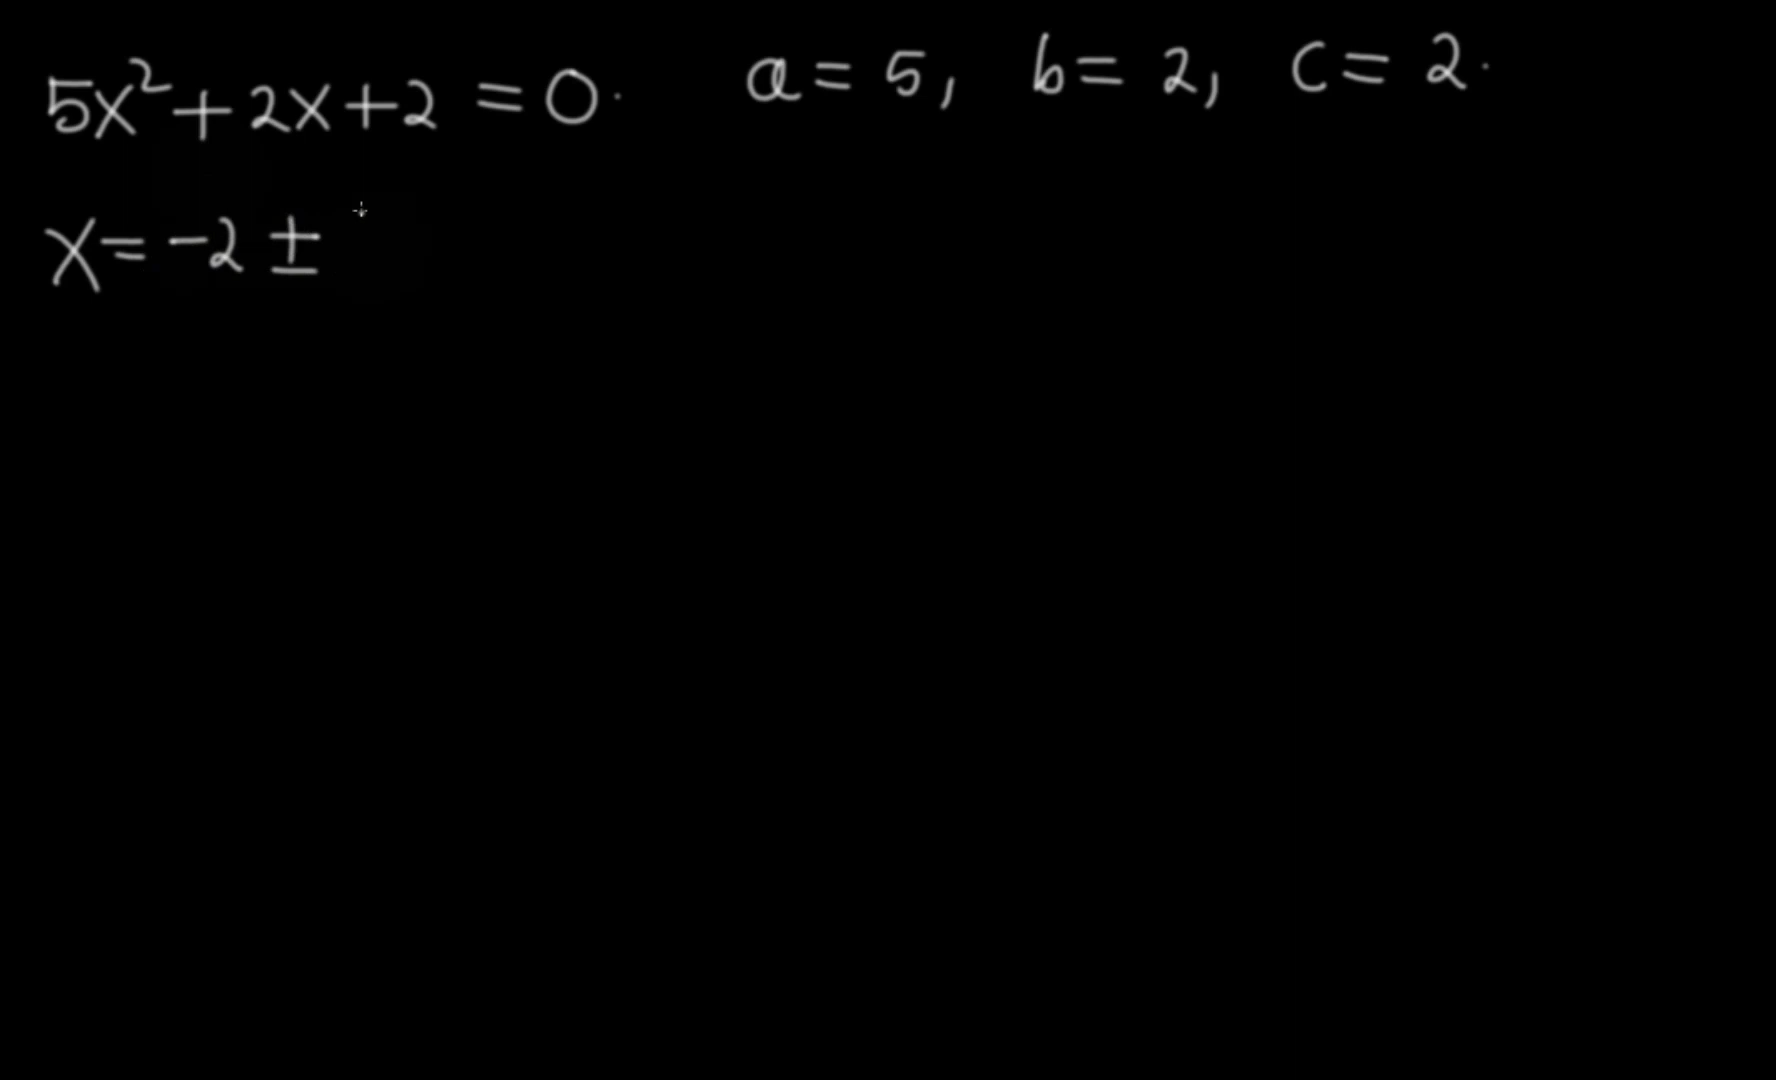 5x² + 2x + 2 = 0. a = 5, b = 2, c = 2.
x = -2 ±